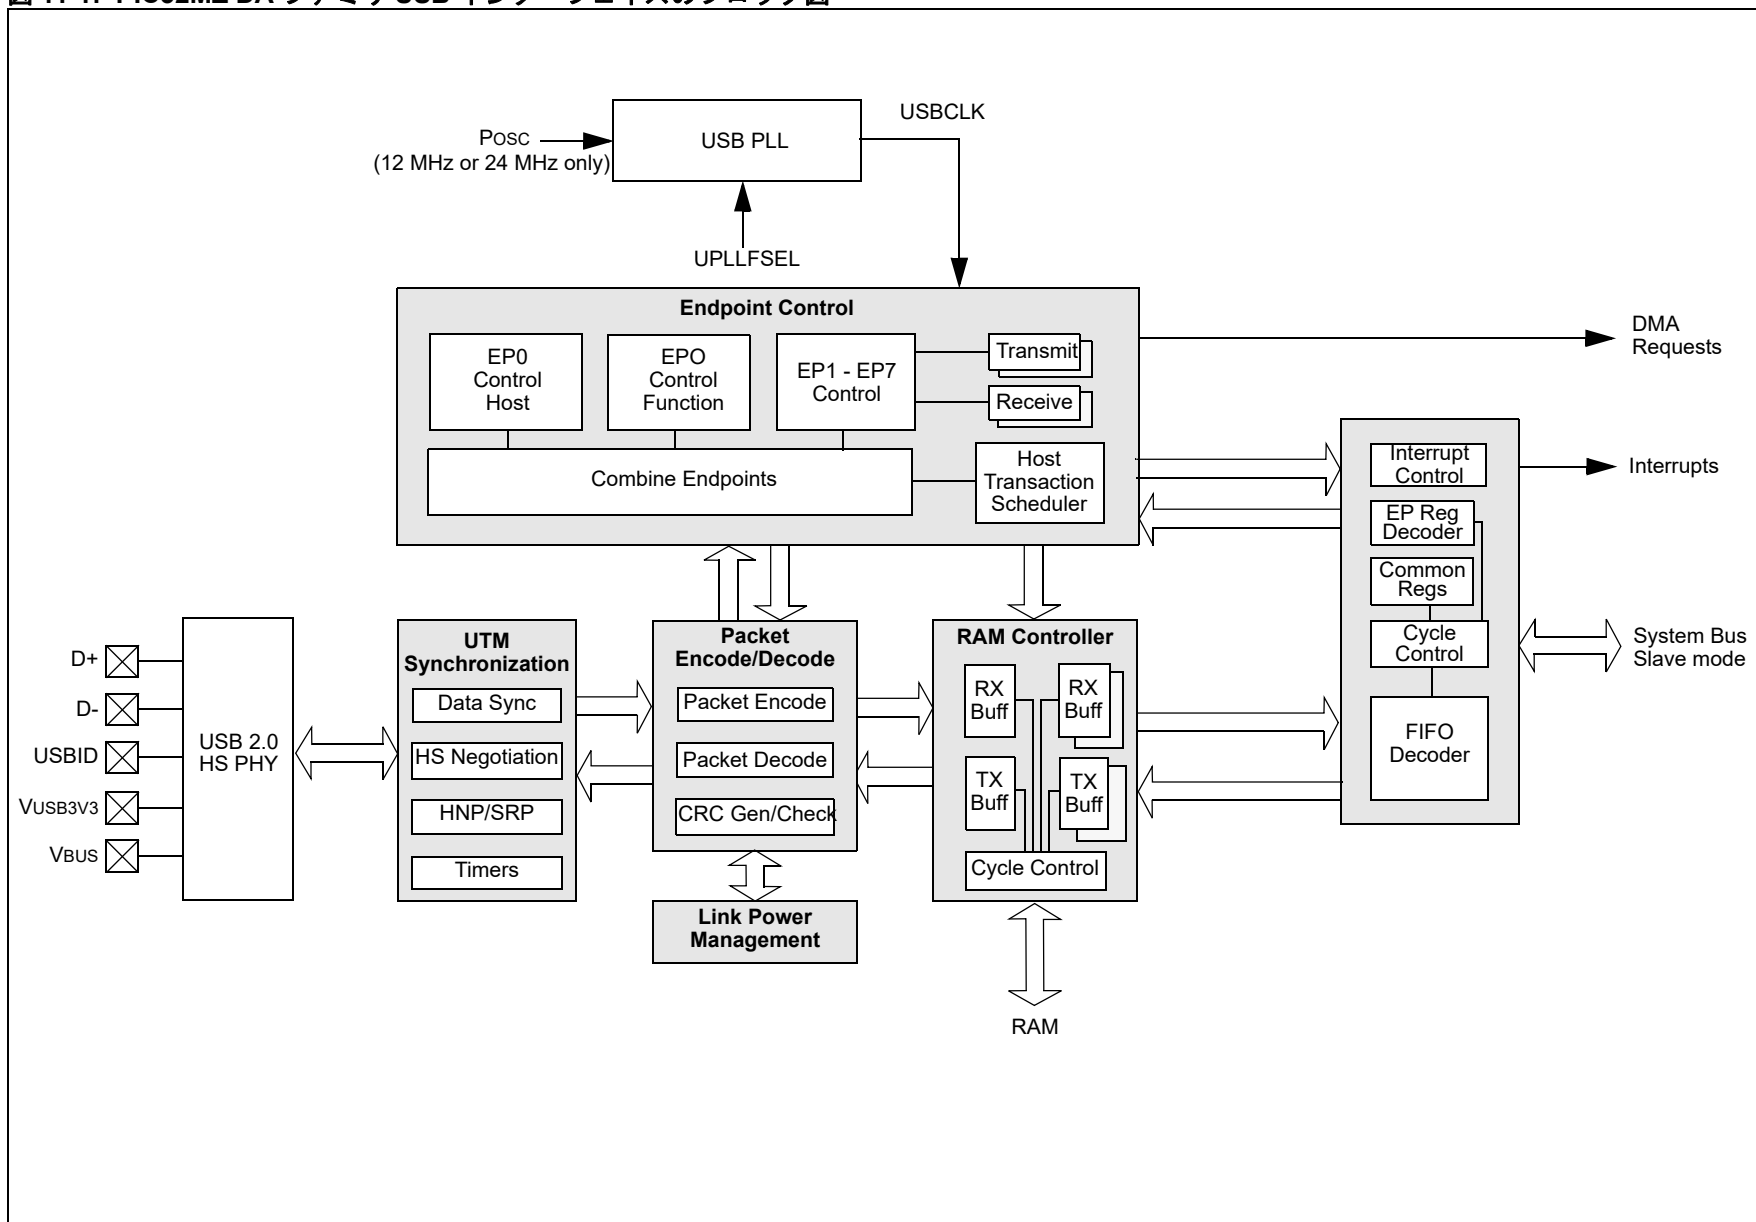 USBCLK
POSC
(12 MHz or 24 MHz only)
USB PLL
UPLLFSEL
Endpoint Control
EP0
Control
Host
EPO
Control
Function
EP1 - EP7
Control
Transmit
Receive
Combine Endpoints
Host
Transaction
Scheduler
DMA
Requests
Interrupt
Control
Interrupts
EP Reg
Decoder
Common
Regs
Cycle
Control
FIFO
Decoder
System Bus
Slave mode
D+
D-
USBID
VUSB3V3
VBUS
USB 2.0
HS PHY
UTM
Synchronization
Data Sync
HS Negotiation
HNP/SRP
Timers
Packet
Encode/Decode
Packet Encode
Packet Decode
CRC Gen/Check
Link Power
Management
RAM Controller
RX
Buff
RX
Buff
TX
Buff
TX
Buff
Cycle Control
RAM